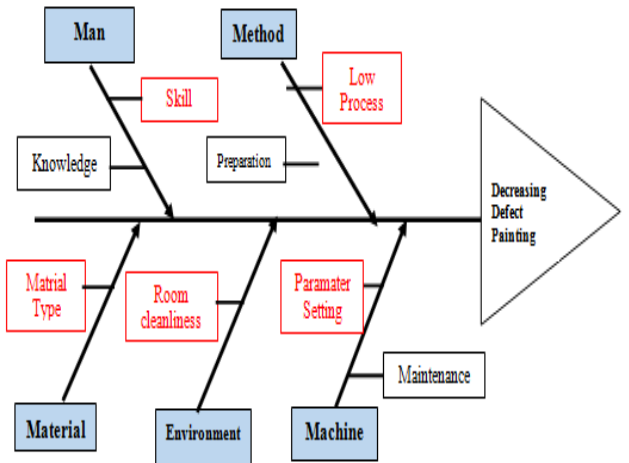 Man
Method
Skill
Low
Process
Knowledge
Preparation
Decreasing
Defect
Painting
Matrial
Type
Room
cleanliness
Paramater
Setting
Maintenance
Material
Environment
Machine